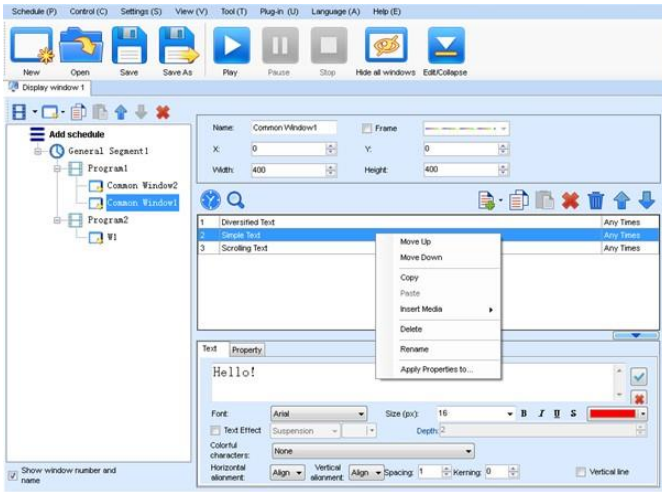 Schedule (P) Control (C) Settings (S) View (V) Tool (T) Plug-in (U) Language (A) Help (E)
New Open Save Save As Play Pause Stop Hide all windows Edit/Collapse
Display window 1
Add schedule
General Segment1
Program1
Common Window2
Common Window1
Program2
W1
Show window number and
name
Name: Common Window1 Frame
X: 0 Y: 0
Width: 400 Height: 400
1 Diversified Text Any Times
2 Simple Text Any Times
3 Scrolling Text Any Times
Move Up
Move Down
Copy
Paste
Insert Media
Delete
Rename
Apply Properties to...
Text Property
Hello!
Font: Arial Size (px): 16 B I U S
Text Effect Suspension Depth: 2
Colorful
characters: None
Horizontal
alignment: Align Vertical
alignment: Align Spacing: 1 Kerning: 0 Vertical line